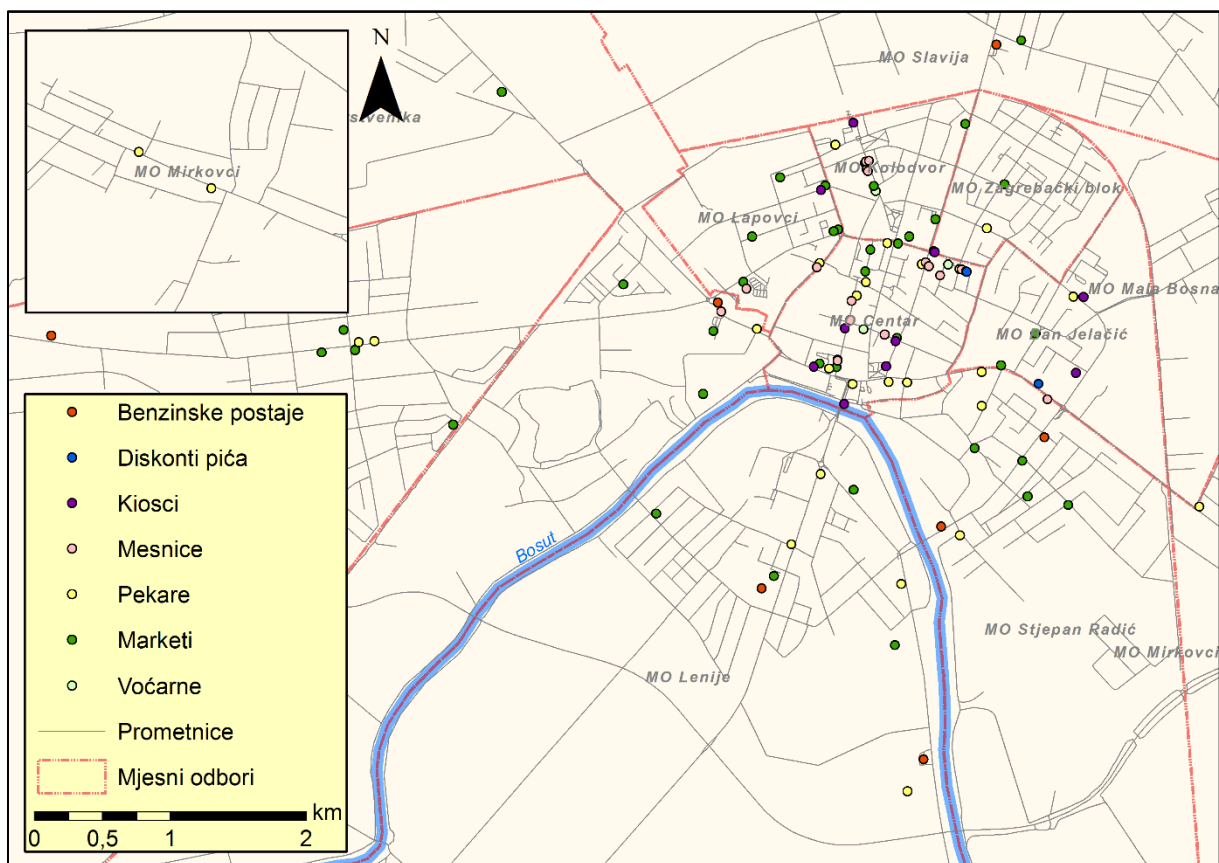 N
MO Slavija
stvenika
MO Mirkovci
MO Kolodvor
MO Zagrebački blok
MO Lapovci
MO Mala Bosna
MO Centar
MO Ban Jelačić
Benzinske postaje
Diskonti pića
Kiosci
Mesnice
Pekare
Marketi
Voćarne
Prometnice
Mjesni odbori
km
0 0,5 1 2
Bosut
MO Stjepan Radić
MO Mirkovci
MO Lenije